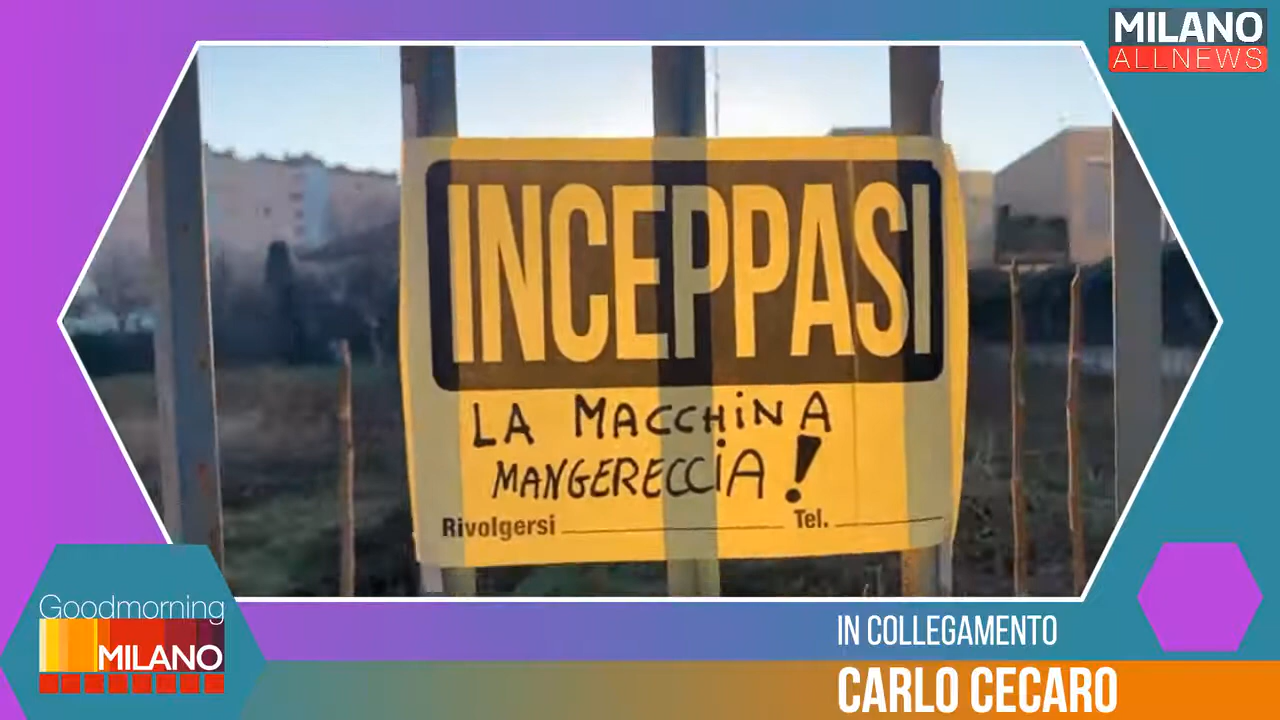 MILANO
ALLNEWS
INCEPPASI
LA MACCHINA
MANGERECCIA!
Rivolgersi
Tel.
Goodmorning
MILANO
IN COLLEGAMENTO
CARLO CECARO